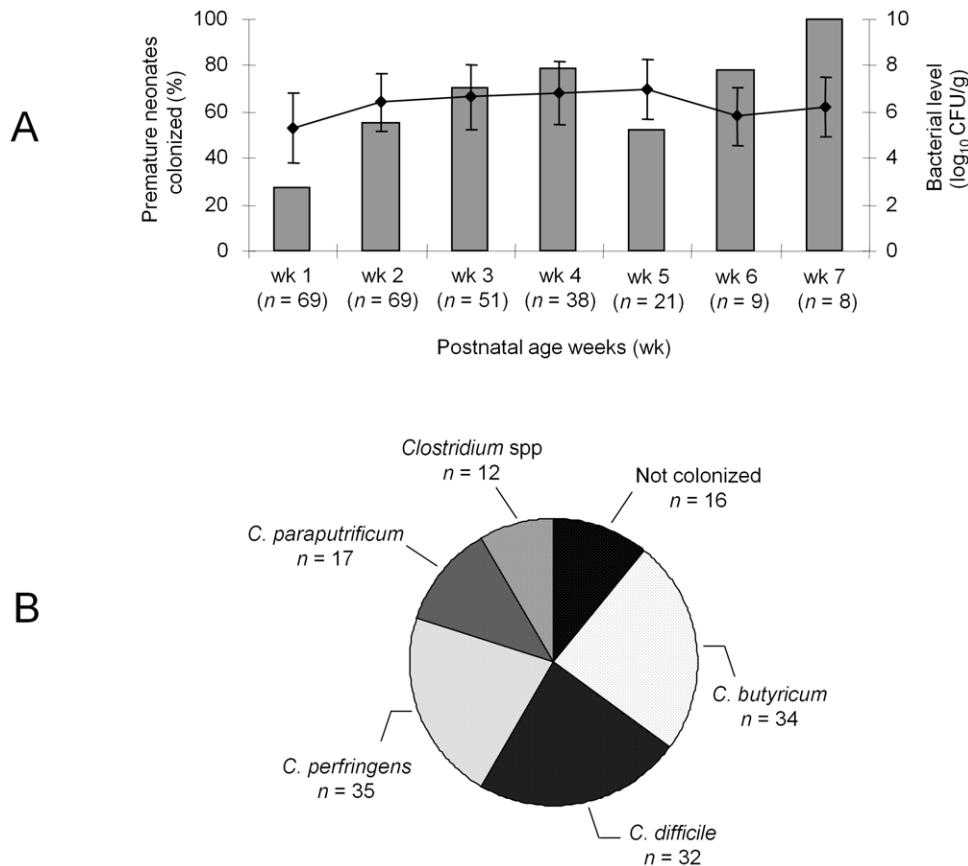 A
Premature neonates
colonized (%)
100
80
60
40
20
0
10
8
6
4
2
0
Bacterial level
(log10 CFU/g)
wk 1 wk 2 wk 3 wk 4 wk 5 wk 6 wk 7
(n = 69) (n = 69) (n = 51) (n = 38) (n = 21) (n = 9) (n = 8)
Postnatal age weeks (wk)
B
Clostridium spp
n = 12
Not colonized
n = 16
C. paraputrificum
n = 17
C. butyricum
n = 34
C. perfringens
n = 35
C. difficile
n = 32